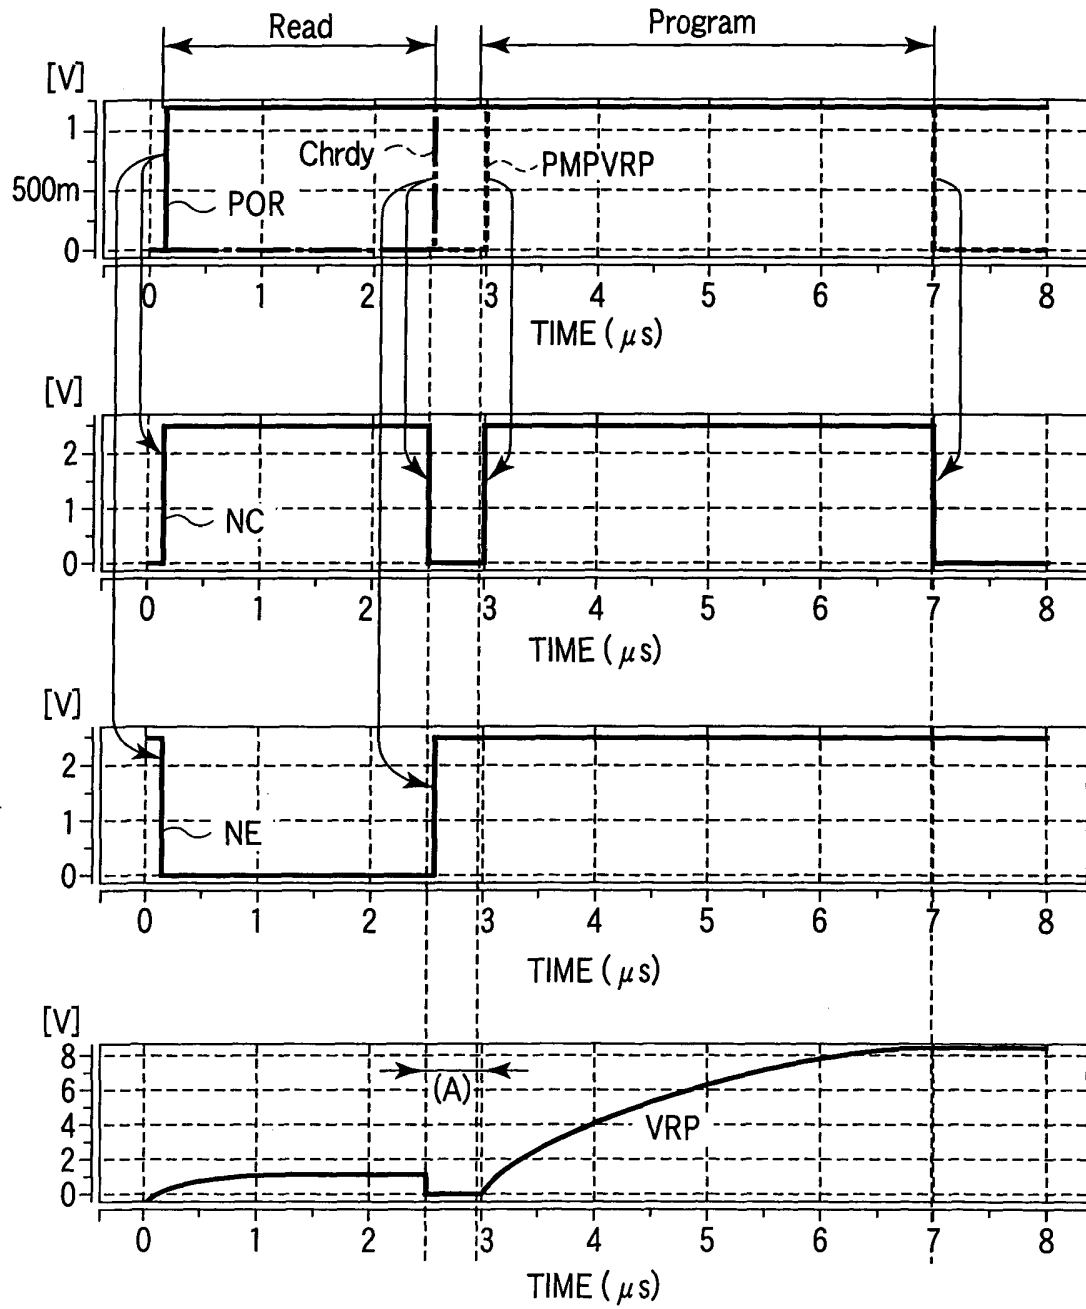 Read Program
[V]
1
500m
0
Chrdy
PMPVRP
POR
0 1 2 3 4 5 6 7 8
TIME (μs)
[V]
2
1
0
NC
0 1 2 3 4 5 6 7 8
TIME (μs)
[V]
2
1
0
NE
0 1 2 3 4 5 6 7 8
TIME (μs)
[V]
8
6
4
2
0
(A)
VRP
0 1 2 3 4 5 6 7 8
TIME (μs)